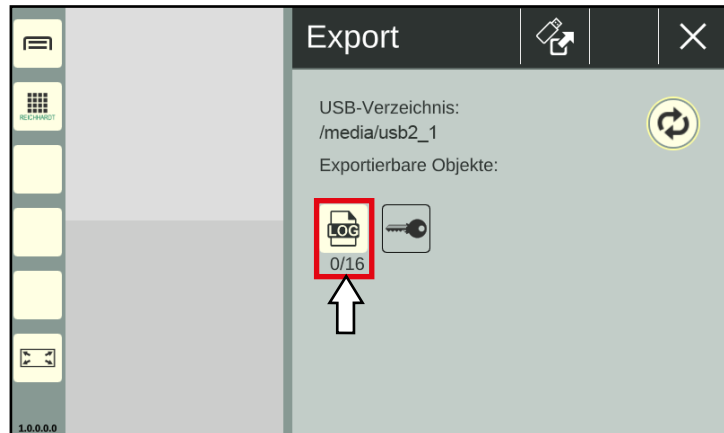 Export
REICHHARDT
USB-Verzeichnis:
/media/usb2_1
Exportierbare Objekte:
LOG
0/16
1.0.0.0.0